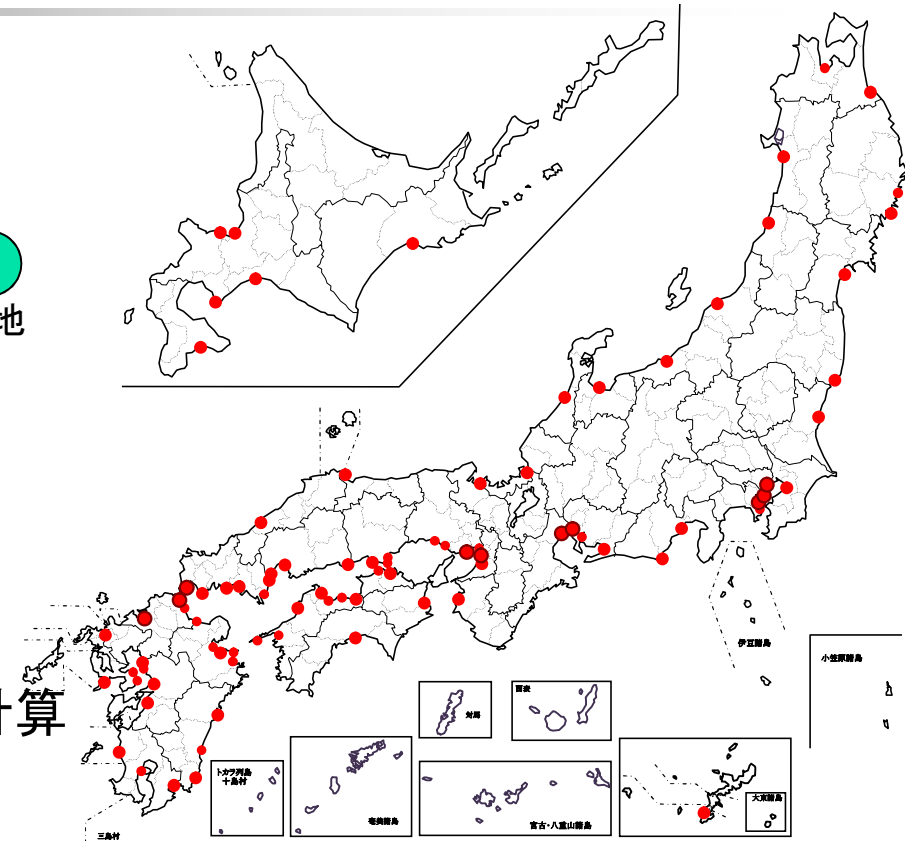 地
計算
伊豆諸島
小笠原諸島
対馬
西表
トカラ列島
十島村
奄美諸島
宮古・八重山諸島
大東諸島
三島村